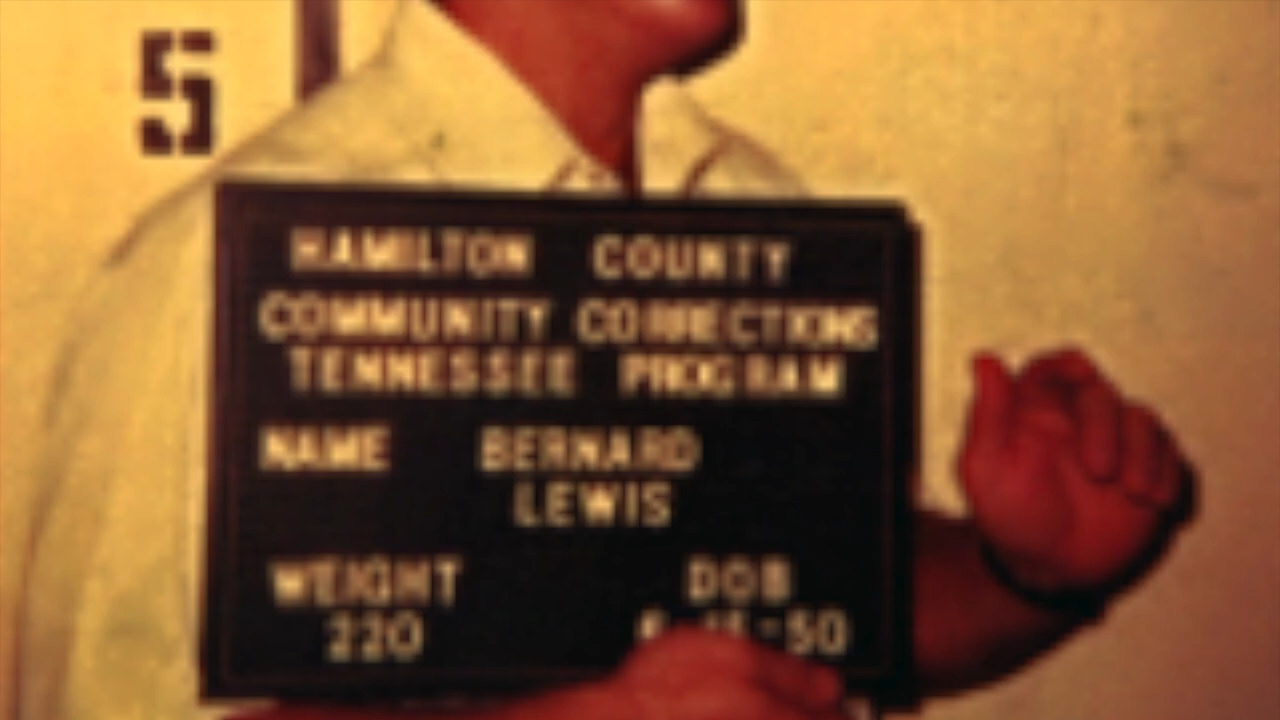 5
HAMILTON COUNTY
COMMUNITY CORRECTIONS
TENNESSEE PROGRAM
NAME BERNARD
LEWIS
WEIGHT DOB
220 50